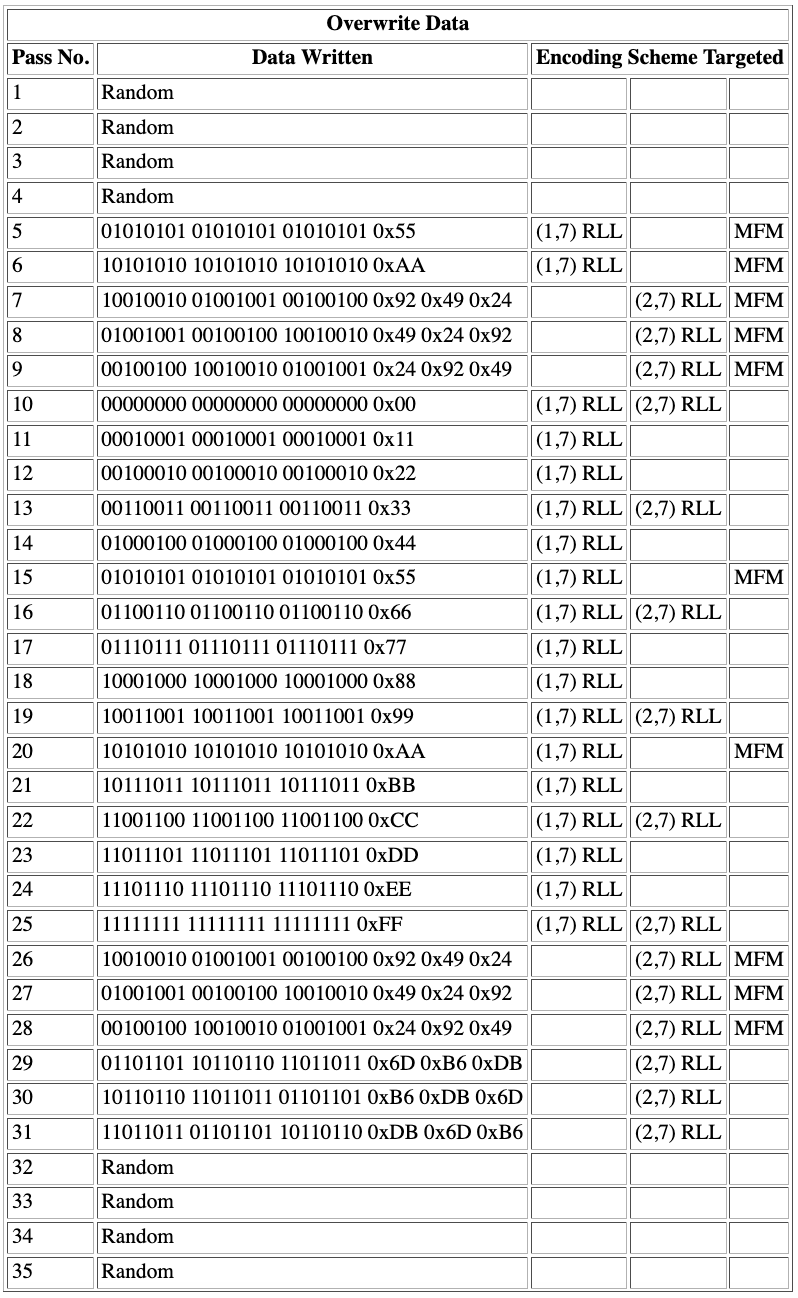 Overwrite Data
Pass No. Data Written Encoding Scheme Targeted
1 Random
2 Random
3 Random
4 Random
5 01010101 01010101 01010101 0x55 (1,7) RLL MFM
6 10101010 10101010 10101010 0xAA (1,7) RLL MFM
7 10010010 01001001 00100100 0x92 0x49 0x24 (2,7) RLL MFM
8 01001001 00100100 10010010 0x49 0x24 0x92 (2,7) RLL MFM
9 00100100 10010010 01001001 0x24 0x92 0x49 (2,7) RLL MFM
10 00000000 00000000 00000000 0x00 (1,7) RLL (2,7) RLL
11 00010001 00010001 00010001 0x11 (1,7) RLL
12 00100010 00100010 00100010 0x22 (1,7) RLL
13 00110011 00110011 00110011 0x33 (1,7) RLL (2,7) RLL
14 01000100 01000100 01000100 0x44 (1,7) RLL
15 01010101 01010101 01010101 0x55 (1,7) RLL MFM
16 01100110 01100110 01100110 0x66 (1,7) RLL (2,7) RLL
17 01110111 01110111 01110111 0x77 (1,7) RLL
18 10001000 10001000 10001000 0x88 (1,7) RLL
19 10011001 10011001 10011001 0x99 (1,7) RLL (2,7) RLL
20 10101010 10101010 10101010 0xAA (1,7) RLL MFM
21 10111011 10111011 10111011 0xBB (1,7) RLL
22 11001100 11001100 11001100 0xCC (1,7) RLL (2,7) RLL
23 11011101 11011101 11011101 0xDD (1,7) RLL
24 11101110 11101110 11101110 0xEE (1,7) RLL
25 11111111 11111111 11111111 0xFF (1,7) RLL (2,7) RLL
26 10010010 01001001 00100100 0x92 0x49 0x24 (2,7) RLL MFM
27 01001001 00100100 10010010 0x49 0x24 0x92 (2,7) RLL MFM
28 00100100 10010010 01001001 0x24 0x92 0x49 (2,7) RLL MFM
29 01101101 10110110 11011011 0x6D 0xB6 0xDB (2,7) RLL
30 10110110 11011011 01101101 0xB6 0xDB 0x6D (2,7) RLL
31 11011011 01101101 10110110 0xDB 0x6D 0xB6 (2,7) RLL
32 Random
33 Random
34 Random
35 Random